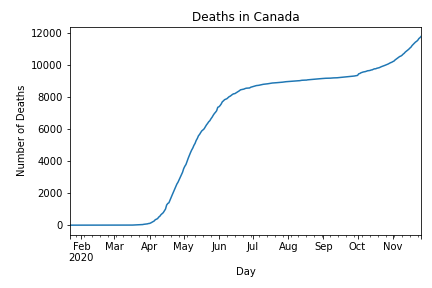 Deaths in Canada
Number of Deaths
12000
10000
8000
6000
4000
2000
0
Feb Mar Apr May Jun Jul Aug Sep Oct Nov
2020
Day